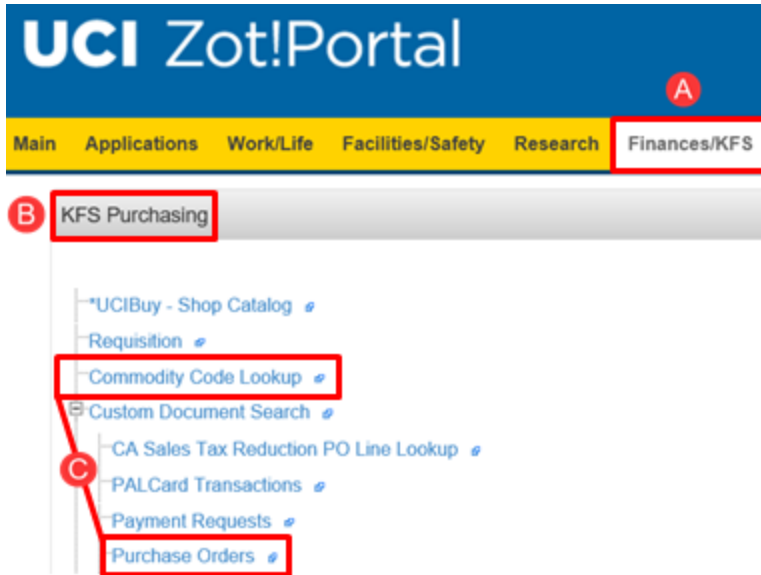 UCI Zot!Portal
A
Main Applications Work/Life Facilities/Safety Research Finances/KFS
B KFS Purchasing
*UCIBuy - Shop Catalog
Requisition
Commodity Code Lookup
Custom Document Search
CA Sales Tax Reduction PO Line Lookup
C
PALCard Transactions
Payment Requests
Purchase Orders